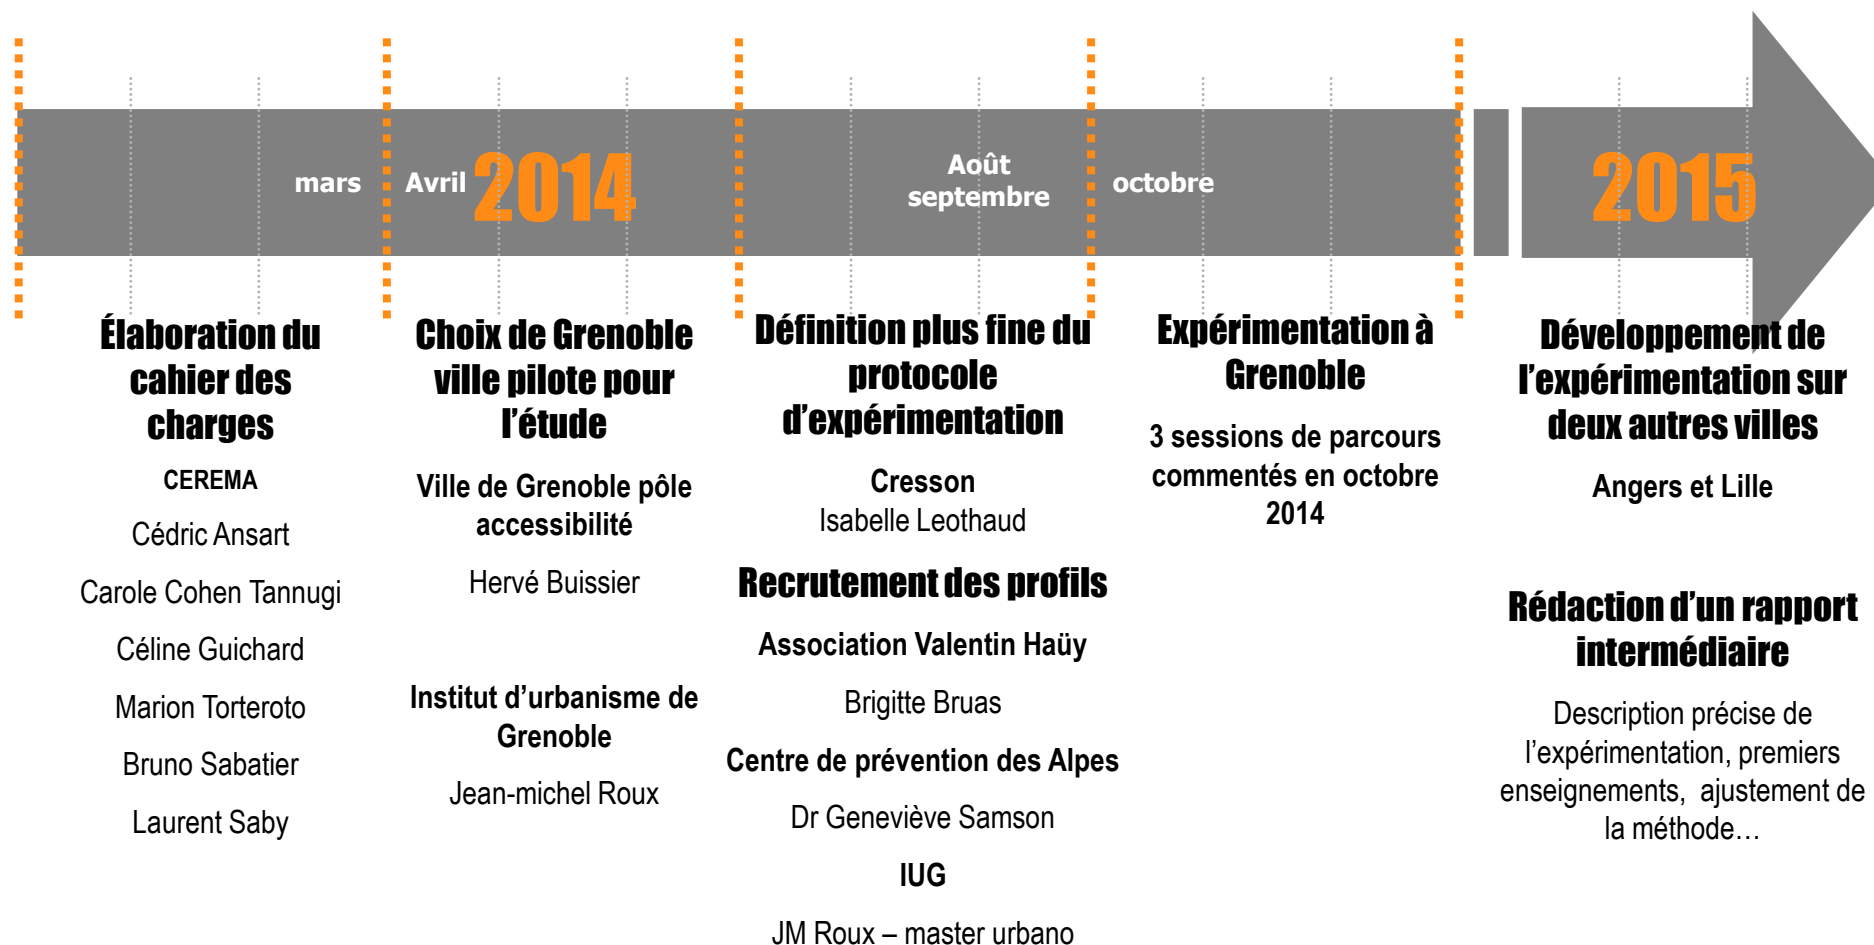 mars
Avril
2014
Août
septembre
octobre
2015
Élaboration du
cahier des
charges
CEREMA
Cédric Ansart
Carole Cohen Tannugi
Céline Guichard
Marion Torteroto
Bruno Sabatier
Laurent Saby
Choix de Grenoble
ville pilote pour
l’étude
Ville de Grenoble pôle
accessibilité
Hervé Buissier
Institut d’urbanisme de
Grenoble
Jean-michel Roux
Définition plus fine du
protocole
d’expérimentation
Cresson
Isabelle Leothaud
Recrutement des profils
Association Valentin Haüy
Brigitte Bruas
Centre de prévention des Alpes
Dr Geneviève Samson
IUG
JM Roux – master urbano
Expérimentation à
Grenoble
3 sessions de parcours
commentés en octobre
2014
Développement de
l’expérimentation sur
deux autres villes
Angers et Lille
Rédaction d’un rapport
intermédiaire
Description précise de
l’expérimentation, premiers
enseignements, ajustement de
la méthode…